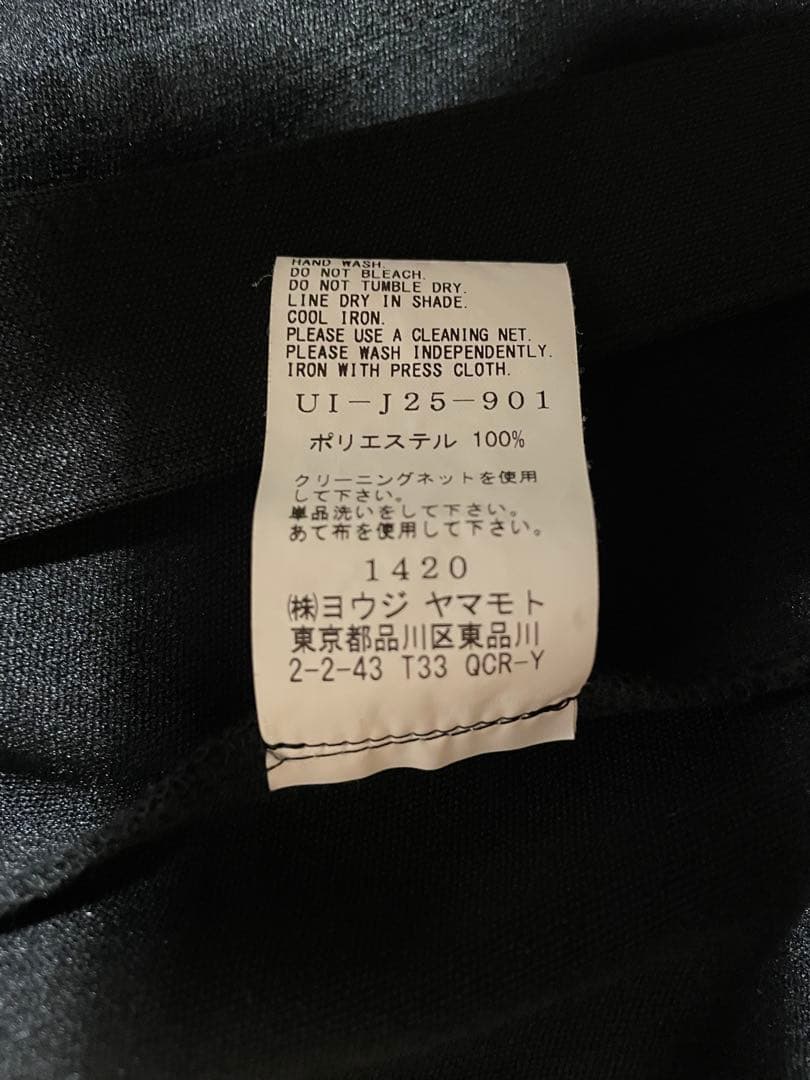 HAND WASH.
DO NOT BLEACH.
DO NOT TUMBLE DRY.
LINE DRY IN SHADE.
COOL IRON.
PLEASE USE A CLEANING NET.
PLEASE WASH INDEPENDENTLY.
IRON WITH PRESS CLOTH.
UI-J25-901
ポリエステル 100%
クリーニングネットを使用
して下さい。
単品洗いをして下さい。
あて布を使用して下さい。
1420
㈱ヨウジ ヤマモト
東京都品川区東品川
2-2-43 T33 QCR-Y